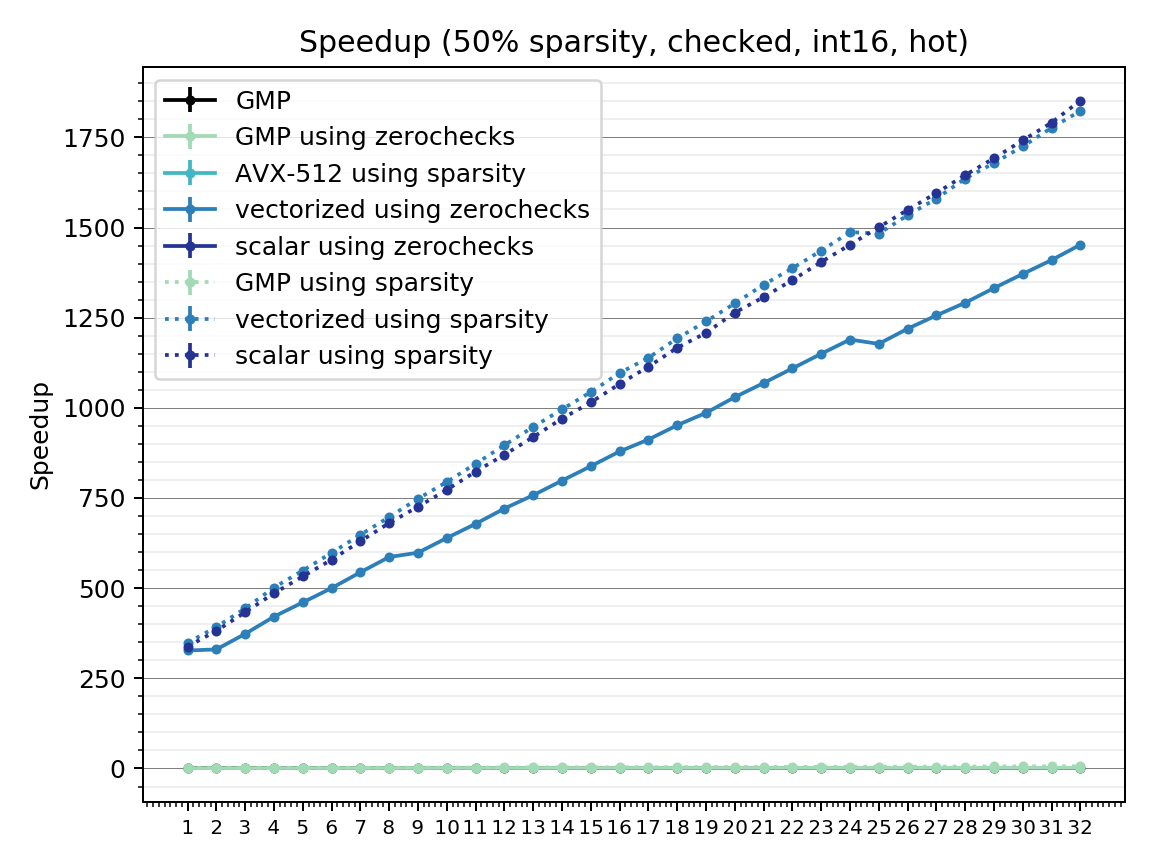 Speedup (50% sparsity, checked, int16, hot)
GMP
GMP using zerochecks
AVX-512 using sparsity
vectorized using zerochecks
scalar using zerochecks
GMP using sparsity
vectorized using sparsity
scalar using sparsity
Speedup
1750
1500
1250
1000
750
500
250
0
1 2 3 4 5 6 7 8 9 10 11 12 13 14 15 16 17 18 19 20 21 22 23 24 25 26 27 28 29 30 31 32